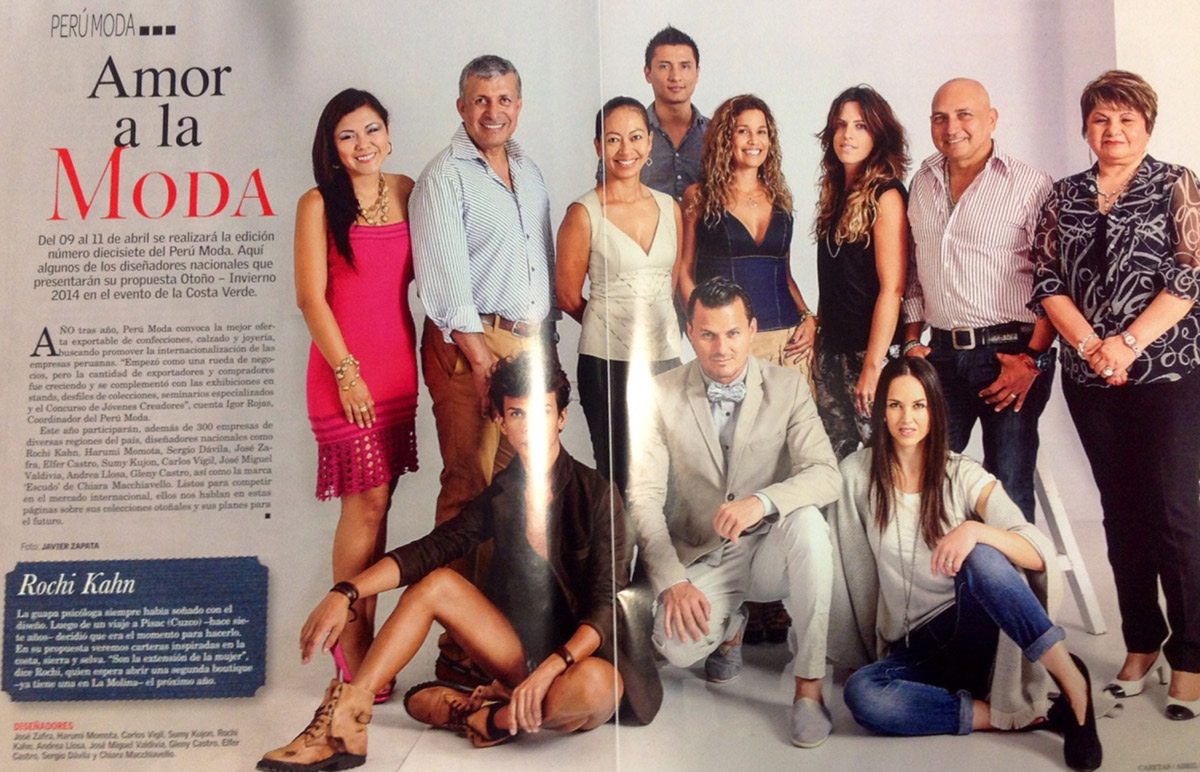 PERÚ MODA
Amor
a la
MODA
Del 09 al 11 de abril se realizará la edición
número diecisiete del Perú Moda. Aquí
algunos de los diseñadores nacionales que
presentarán su propuesta Otoño – Invierno
2014 en el evento de la Costa Verde.
AÑO tras año, Perú Moda convoca la mejor ofer-
ta exportable de confecciones, calzado y joyería,
buscando promover la internacionalización de las
empresas peruanas. "Empezó como una rueda de nego-
cios, pero la cantidad de exportadores y compradores
fue creciendo y se complementó con las exhibiciones en
stands, desfiles de colecciones, seminarios especializados
y el Concurso de Jóvenes Creadores", cuenta Igor Rojas,
Coordinador del Perú Moda.
Este año participarán, además de 300 empresas de
diversas regiones del país, diseñadores nacionales como
Rochi Kahn, Harumi Momota, Sergio Dávila, José Za-
fra, Elfer Castro, Sumy Kujon, Carlos Vigil, José Miguel
Valdivia, Andrea Llosa, Gleny Castro, así como la marca
'Escudo' de Chiara Macchiavello. Listos para competir
en el mercado internacional, ellos nos hablan en estas
páginas sobre sus colecciones otoñales y sus planes para
el futuro.
Foto: JAVIER ZAPATA
Rochi Kahn
La guapa psicóloga siempre había soñado con el
diseño. Luego de un viaje a Pisac (Cuzco) –hace sie-
te años– decidió que era el momento para hacerlo.
En su propuesta veremos carteras inspiradas en la
costa, sierra y selva. "Son la extensión de la mujer",
dice Rochi, quien espera abrir una segunda boutique
–ya tiene una en La Molina– el próximo año.
DISEÑADORES
José Zafra, Harumi Momota, Carlos Vigil, Sumy Kujon, Rochi
Kahn, Andrea Llosa, José Miguel Valdivia, Gleny Castro, Elfer
Castro, Sergio Dávila y Chiara Macchiavello.
CARETAS / ABRIL